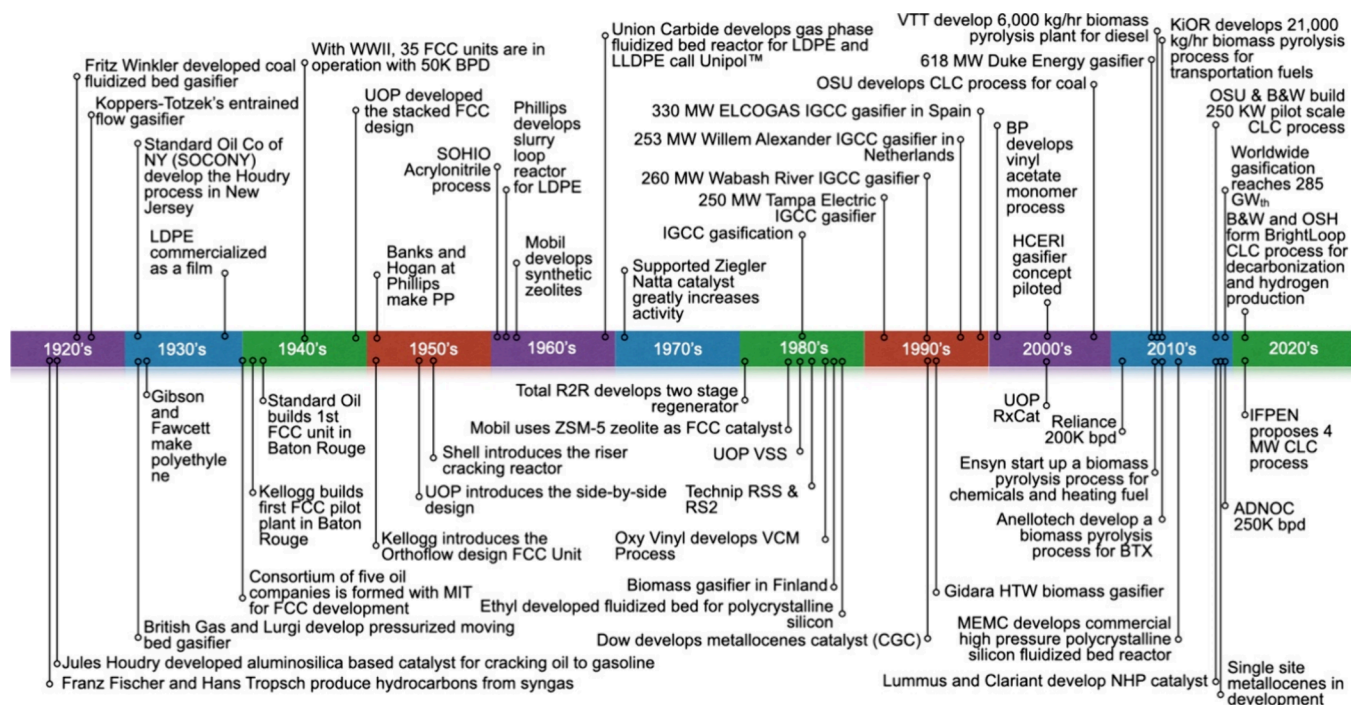 Fritz Winkler developed coal
fluidized bed gasifier
Koppers-Totzek's entrained
flow gasifier
Standard Oil Co of
NY (SOCONY)
develop the Houdry
process in New
Jersey
LDPE
commercialized
as a film
With WWII, 35 FCC units are in
operation with 50K BPD
UOP developed
the stacked FCC
design
Banks and
Hogan at
Phillips
make PP
SOHIO
Acrylonitrile
process
Phillips
develops
slurry
loop
reactor
for LDPE
Mobil
develops
synthetic
zeolites
Union Carbide develops gas phase
fluidized bed reactor for LDPE and
LLDPE call Unipol™
Supported Ziegler
Natta catalyst
greatly increases
activity
IGCC gasification
250 MW Tampa Electric
IGCC gasifier
260 MW Wabash River IGCC gasifier
253 MW Willem Alexander IGCC gasifier in
Netherlands
330 MW ELCOGAS IGCC gasifier in Spain
OSU develops CLC process for coal
618 MW Duke Energy gasifier
VTT develop 6,000 kg/hr biomass
pyrolysis plant for diesel
BP
develops
vinyl
acetate
monomer
process
HCERI
gasifier
concept
piloted
KiOR develops 21,000
kg/hr biomass pyrolysis
process for
transportation fuels
OSU & B&W build
250 KW pilot scale
CLC process
Worldwide
gasification
reaches 285
GWth
B&W and OSH
form BrightLoop
CLC process for
decarbonization
and hydrogen
production
1920's
1930's
1940's
1950's
1960's
1970's
1980's
1990's
2000's
2010's
2020's
Gibson
and
Fawcett
make
polyethyle
ne
Standard Oil
builds 1st
FCC unit in
Baton Rouge
Kellogg builds
first FCC pilot
plant in Baton
Rouge
Consortium of five oil
companies is formed with MIT
for FCC development
British Gas and Lurgi develop pressurized moving
bed gasifier
Jules Houdry developed aluminosilica based catalyst for cracking oil to gasoline
Franz Fischer and Hans Tropsch produce hydrocarbons from syngas
Shell introduces the riser
cracking reactor
UOP introduces the side-by-side
design
Kellogg introduces the
Orthoflow design FCC Unit
Total R2R develops two stage
regenerator
Mobil uses ZSM-5 zeolite as FCC catalyst
UOP VSS
Technip RSS &
RS2
Oxy Vinyl develops VCM
Process
Biomass gasifier in Finland
Ethyl developed fluidized bed for polycrystalline
silicon
Dow develops metallocenes catalyst (CGC)
Gidara HTW biomass gasifier
UOP
RxCat
Reliance
200K bpd
Ensyn start up a biomass
pyrolysis process for
chemicals and heating fuel
Anellotech develop a
biomass pyrolysis
process for BTX
MEMC develops commercial
high pressure polycrystalline
silicon fluidized bed reactor
Lummus and Clariant develop NHP catalyst
IFPEN
proposes 4
MW CLC
process
ADNOC
250K bpd
Single site
metallocenes in
development